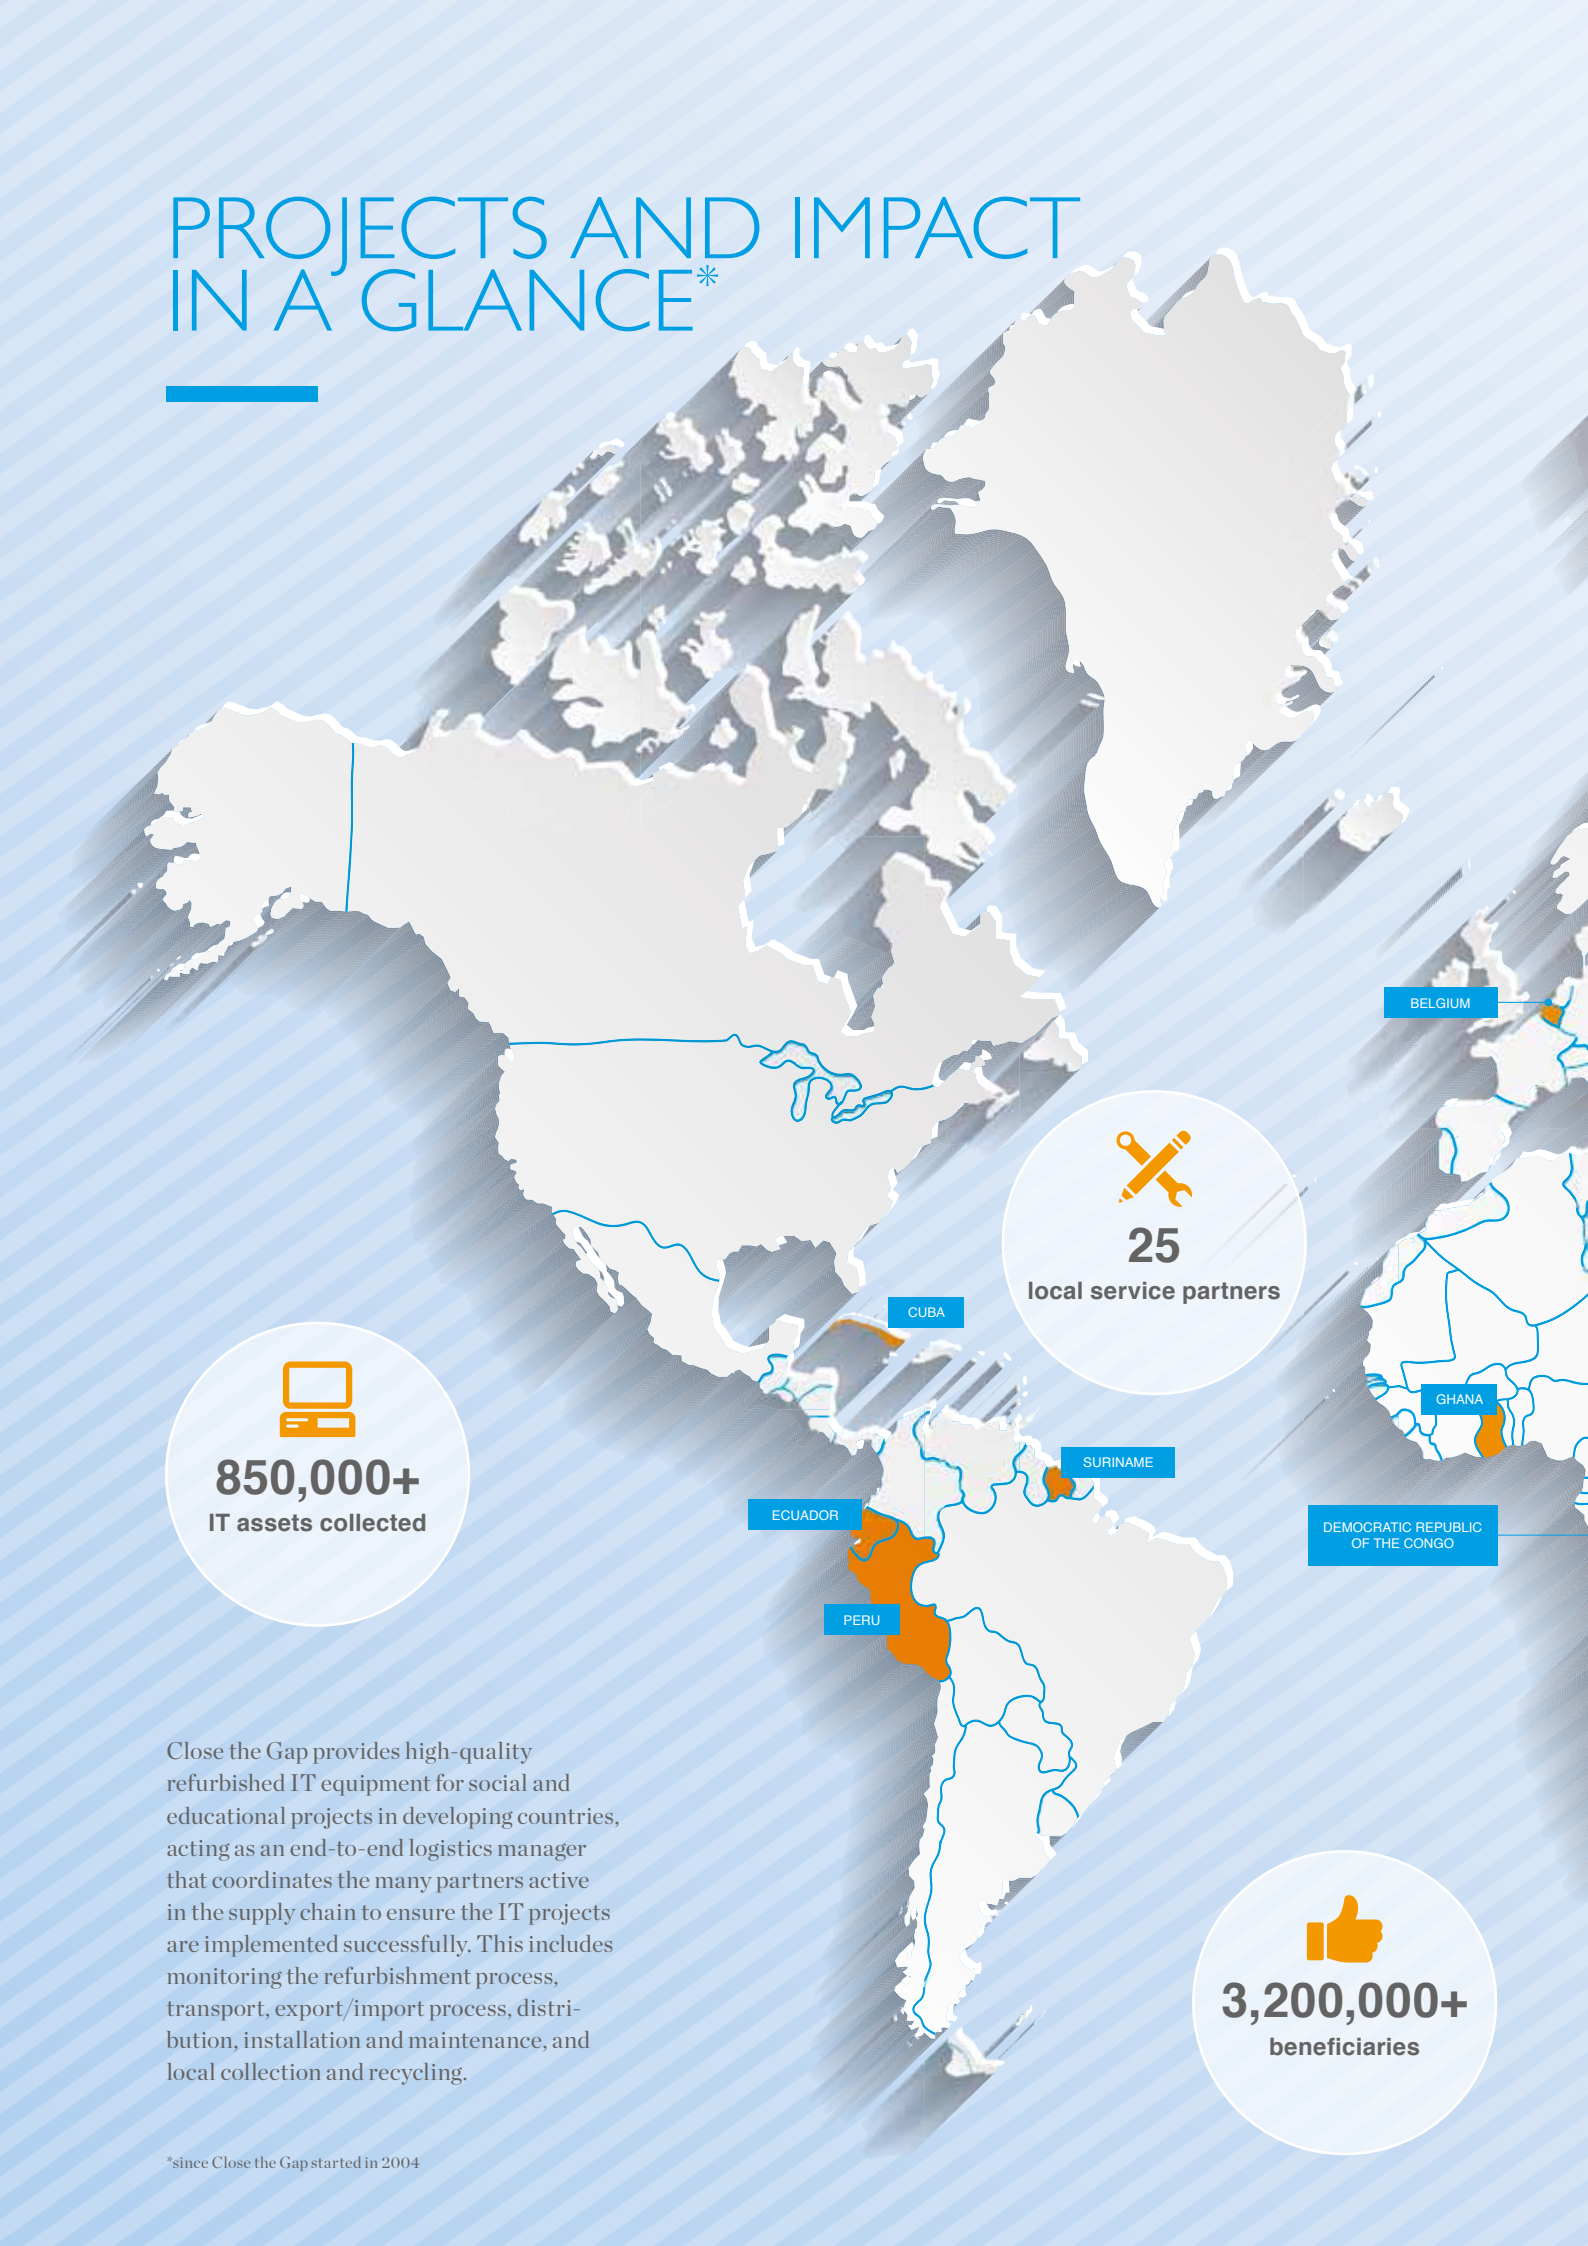 PROJECTS AND IMPACT
IN A GLANCE*
BELGIUM
25
local service partners
CUBA
850,000+
IT assets collected
GHANA
SURINAME
ECUADOR
DEMOCRATIC REPUBLIC
OF THE CONGO
PERU
Close the Gap provides high-quality
refurbished IT equipment for social and
educational projects in developing countries,
acting as an end-to-end logistics manager
that coordinates the many partners active
in the supply chain to ensure the IT projects
are implemented successfully. This includes
monitoring the refurbishment process,
transport, export/import process, distri-
bution, installation and maintenance, and
local collection and recycling.
3,200,000+
beneficiaries
*since Close the Gap started in 2004